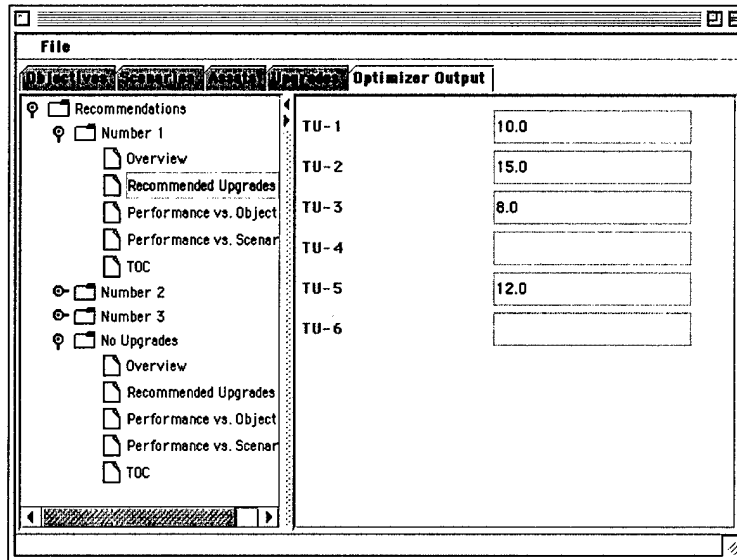 File
Objectives Scenarios Assets Upgrades Optimizer Output
Recommendations
Number 1
Overview
Recommended Upgrades
Performance vs. Object
Performance vs. Scenar
TOC
Number 2
Number 3
No Upgrades
Overview
Recommended Upgrades
Performance vs. Object
Performance vs. Scenar
TOC
TU-1 10.0
TU-2 15.0
TU-3 8.0
TU-4
TU-5 12.0
TU-6